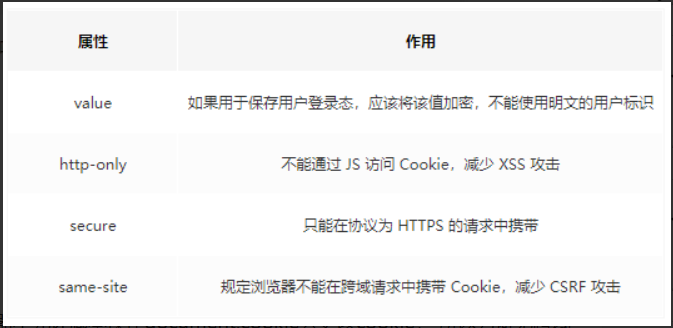 属性 作用
value 如果用于保存用户登录态，应该将该值加密，不能使用明文的用户标识
http-only 不能通过 JS 访问 Cookie，减少 XSS 攻击
secure 只能在协议为 HTTPS 的请求中携带
same-site 规定浏览器不能在跨域请求中携带 Cookie，减少 CSRF 攻击